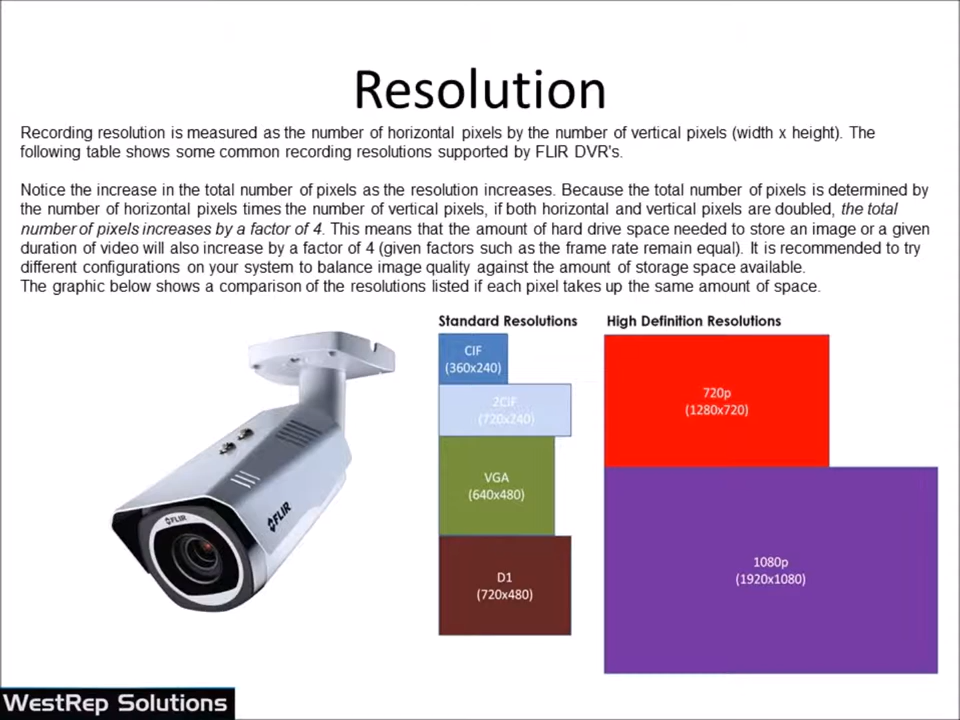 Resolution
Recording resolution is measured as the number of horizontal pixels by the number of vertical pixels (width x height). The
following table shows some common recording resolutions supported by FLIR DVR's.
Notice the increase in the total number of pixels as the resolution increases. Because the total number of pixels is determined by
the number of horizontal pixels times the number of vertical pixels, if both horizontal and vertical pixels are doubled, the total
number of pixels increases by a factor of 4. This means that the amount of hard drive space needed to store an image or a given
duration of video will also increase by a factor of 4 (given factors such as the frame rate remain equal). It is recommended to try
different configurations on your system to balance image quality against the amount of storage space available.
The graphic below shows a comparison of the resolutions listed if each pixel takes up the same amount of space.
Standard Resolutions
CIF
(360x240)
2CIF
(720x240)
VGA
(640x480)
D1
(720x480)
High Definition Resolutions
720p
(1280x720)
1080p
(1920x1080)
FLIR
FLIR
WestRep Solutions